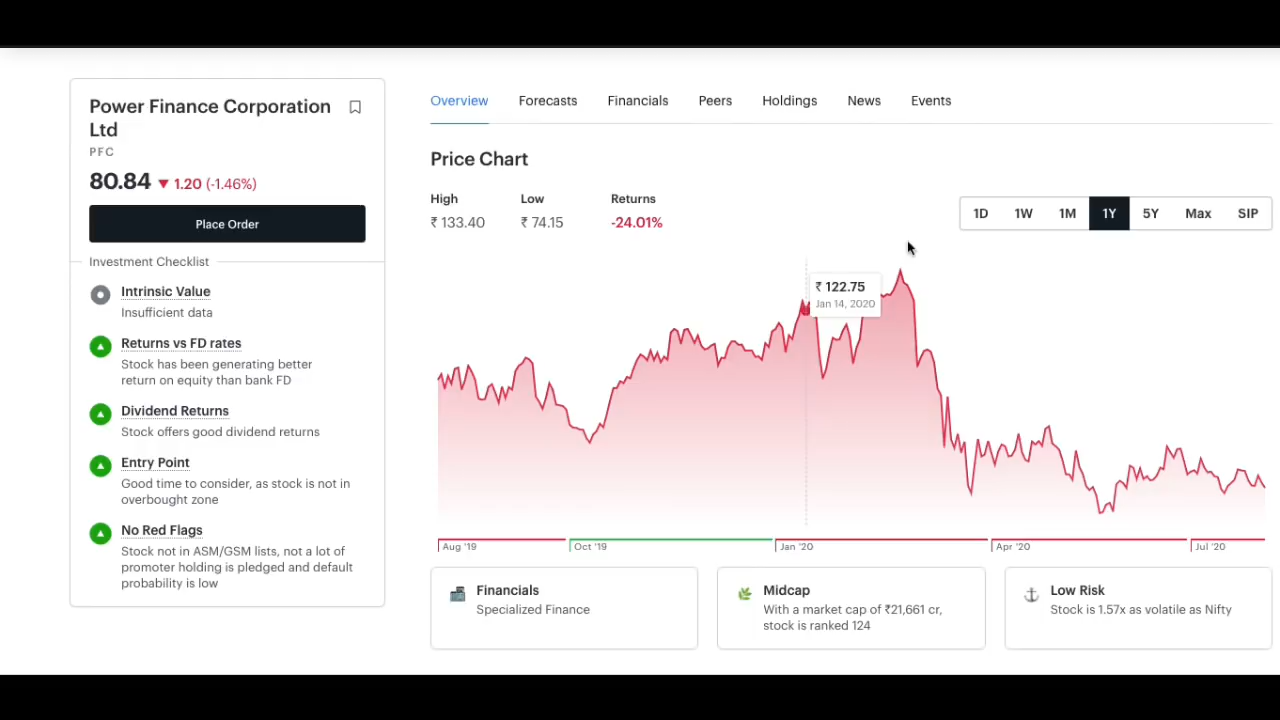 Power Finance Corporation
Ltd
PFC
80.84 ▼ 1.20 (-1.46%)
Place Order
Investment Checklist
Intrinsic Value
Insufficient data
Returns vs FD rates
Stock has been generating better
return on equity than bank FD
Dividend Returns
Stock offers good dividend returns
Entry Point
Good time to consider, as stock is not in
overbought zone
No Red Flags
Stock not in ASM/GSM lists, not a lot of
promoter holding is pledged and default
probability is low
Overview Forecasts Financials Peers Holdings News Events
Price Chart
High Low Returns
₹ 133.40 ₹ 74.15 -24.01%
1D 1W 1M 1Y 5Y Max SIP
₹ 122.75
Jan 14, 2020
Aug '19 Oct '19 Jan '20 Apr '20 Jul '20
Financials
Specialized Finance
Midcap
With a market cap of ₹21,661 cr,
stock is ranked 124
Low Risk
Stock is 1.57x as volatile as Nifty